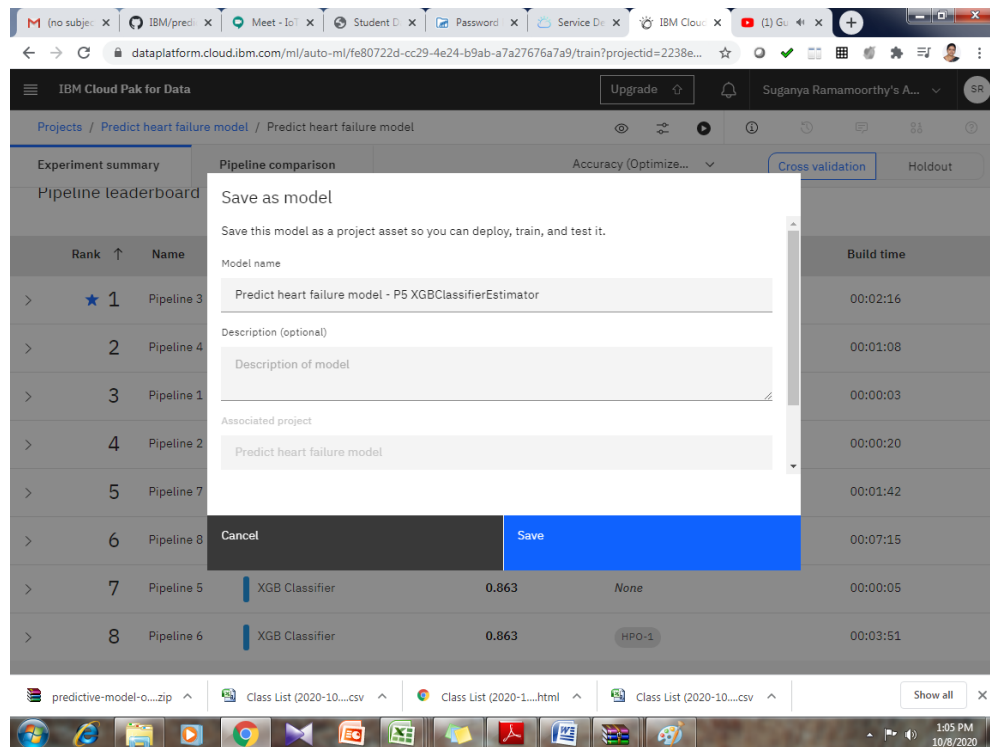 (no subjec
IBM/predi
Meet - IoT
Student D
Password
Service De
IBM Clouc
(1) Gu
dataplatform.cloud.ibm.com/ml/auto-ml/fe80722d-cc29-4e24-b9ab-a7a27676a7a9/train?projectid=2238e...
IBM Cloud Pak for Data
Upgrade
Suganya Ramamoorthy's A...
SR
Projects / Predict heart failure model / Predict heart failure model
Experiment summary
Pipeline comparison
Accuracy (Optimize...
Cross validation
Holdout
Pipeline leaderboard
Rank ↑ Name Build time
1 Pipeline 3 00:02:16
2 Pipeline 4 00:01:08
3 Pipeline 1 00:00:03
4 Pipeline 2 00:00:20
5 Pipeline 7 00:01:42
6 Pipeline 8 00:07:15
7 Pipeline 5 XGB Classifier 0.863 None 00:00:05
8 Pipeline 6 XGB Classifier 0.863 HPO-1 00:03:51
Save as model
Save this model as a project asset so you can deploy, train, and test it.
Model name
Predict heart failure model - P5 XGBClassifierEstimator
Description (optional)
Description of model
Associated project
Predict heart failure model
Cancel
Save
predictive-model-o....zip
Class List (2020-10....csv
Class List (2020-1....html
Class List (2020-10....csv
Show all
1:05 PM
10/8/2020